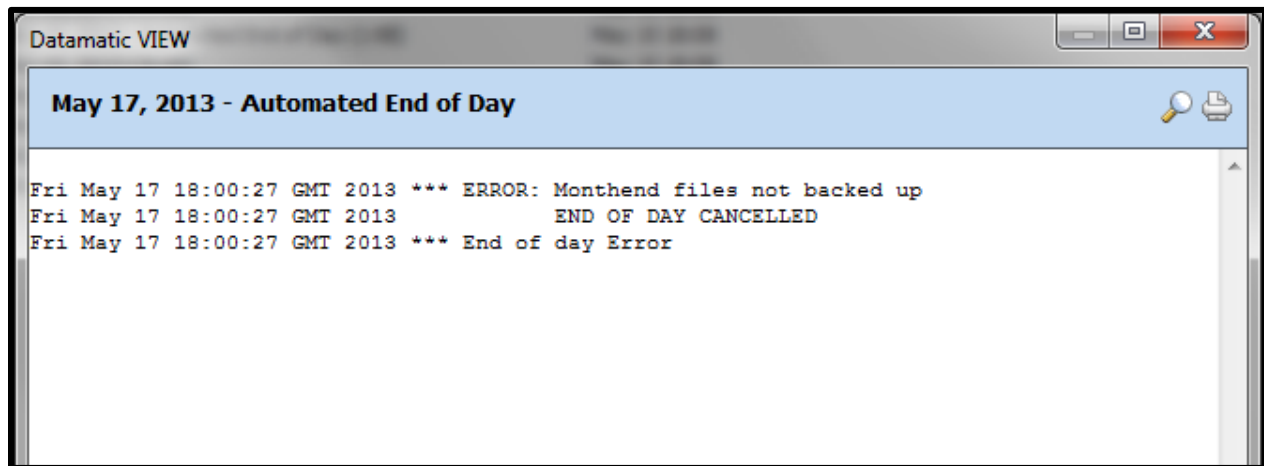 Datamatic VIEW
May 17, 2013 - Automated End of Day
Fri May 17 18:00:27 GMT 2013 *** ERROR: Monthend files not backed up
Fri May 17 18:00:27 GMT 2013 END OF DAY CANCELLED
Fri May 17 18:00:27 GMT 2013 *** End of day Error